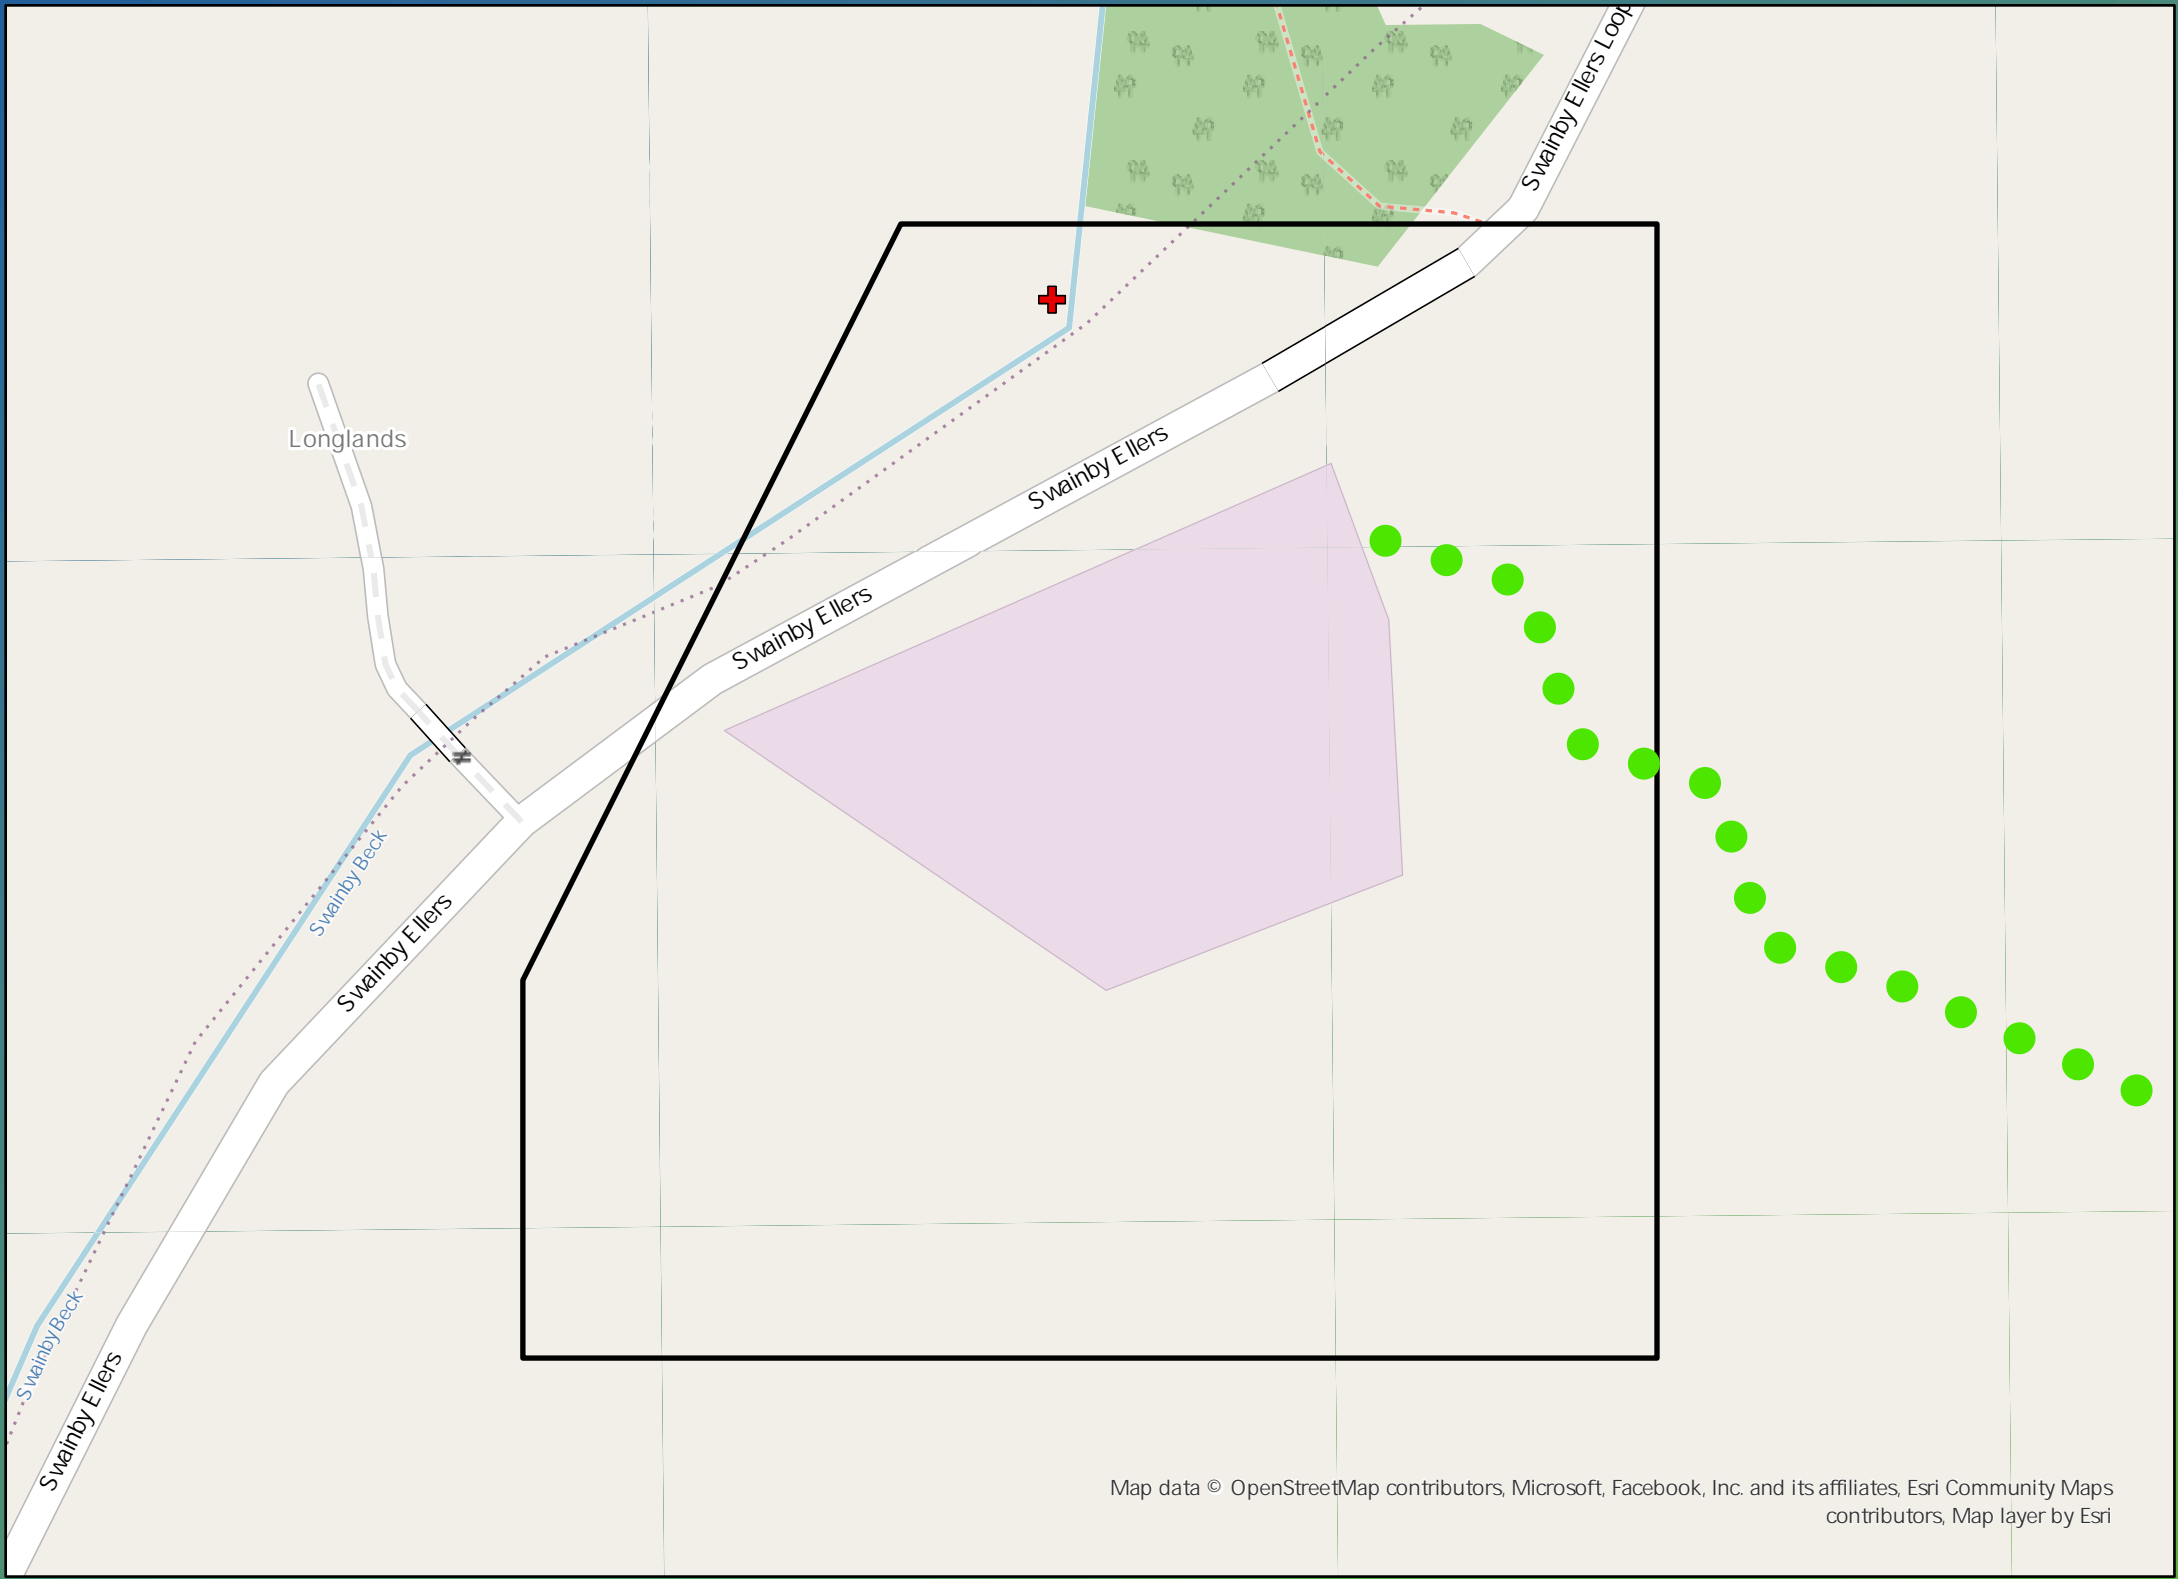 Swainby Ellers Loop
Longlands
Swainby Ellers
Swainby Ellers
Swainby Beck
Swainby Ellers
Swainby Beck
Swainby Ellers
Map data © OpenStreetMap contributors, Microsoft, Facebook, Inc. and its affiliates, Esri Community Maps
contributors, Map layer by Esri